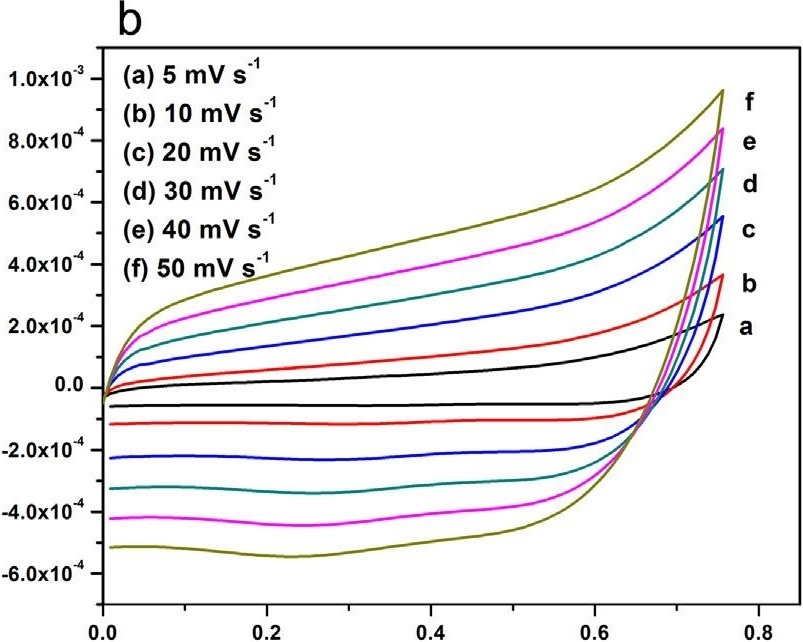 b
1.0x10⁻³
8.0x10⁻⁴
6.0x10⁻⁴
4.0x10⁻⁴
2.0x10⁻⁴
0.0
-2.0x10⁻⁴
-4.0x10⁻⁴
-6.0x10⁻⁴
(a) 5 mV s⁻¹
(b) 10 mV s⁻¹
(c) 20 mV s⁻¹
(d) 30 mV s⁻¹
(e) 40 mV s⁻¹
(f) 50 mV s⁻¹
f
e
d
c
b
a
0.0 0.2 0.4 0.6 0.8